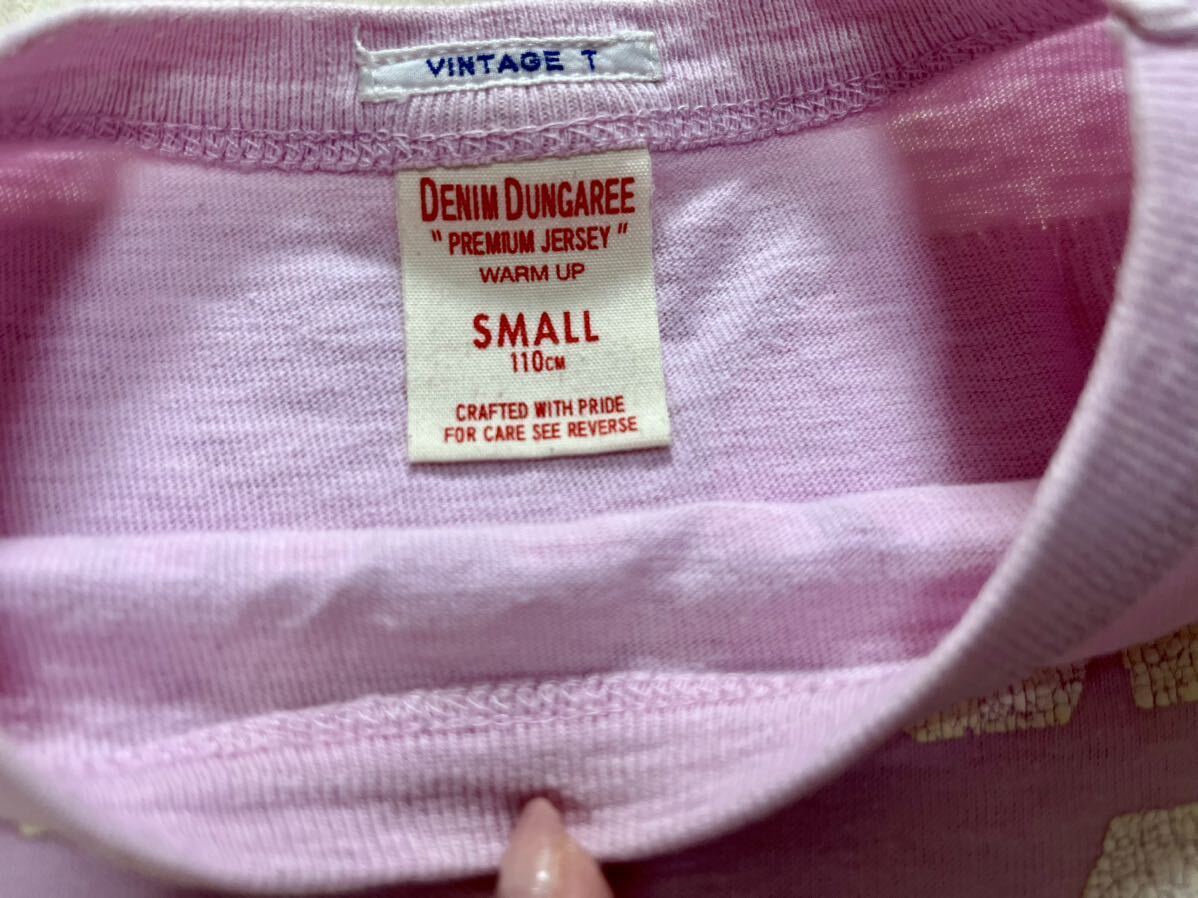 VINTAGE T
DENIM DUNGAREE
" PREMIUM JERSEY "
WARM UP
SMALL
110CM
CRAFTED WITH PRIDE
FOR CARE SEE REVERSE